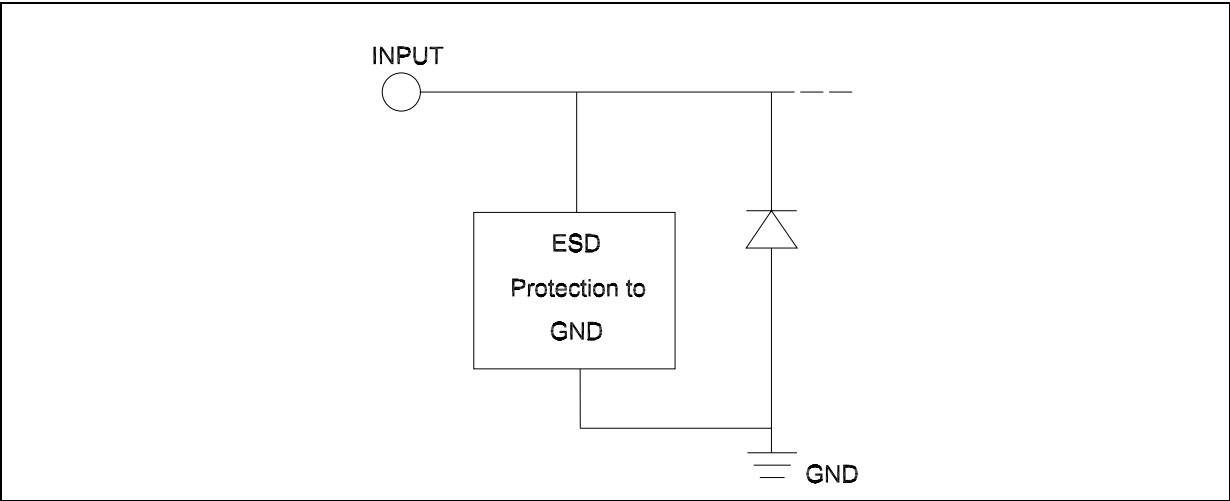 INPUT
ESD
Protection to
GND
GND